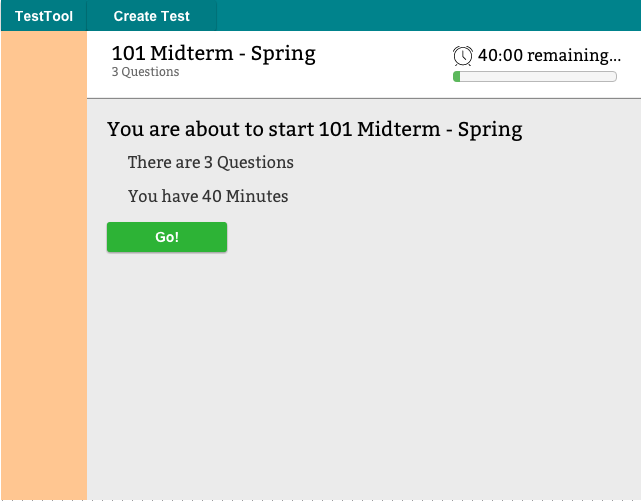 TestTool Create Test
101 Midterm - Spring
3 Questions
40:00 remaining...
You are about to start 101 Midterm - Spring
There are 3 Questions
You have 40 Minutes
Go!